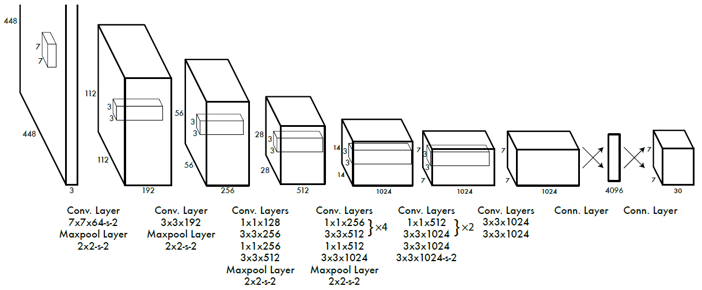 448
7
7
448
3
112
3
3
112
192
56
3
3
56
256
28
3
3
28
512
14
3
3
14
1024
7
3
3
7
1024
7
7
1024
4096
7
7
30
Conv. Layer
7x7x64-s-2
Maxpool Layer
2x2-s-2
Conv. Layer
3x3x192
Maxpool Layer
2x2-s-2
Conv. Layers
1x1x128
3x3x256
1x1x256
3x3x512
Maxpool Layer
2x2-s-2
Conv. Layers
1x1x256
3x3x512
} ×4
1x1x512
3x3x1024
Maxpool Layer
2x2-s-2
Conv. Layers
1x1x512
3x3x1024
} ×2
3x3x1024
3x3x1024-s-2
Conv. Layers
3x3x1024
3x3x1024
Conn. Layer
Conn. Layer